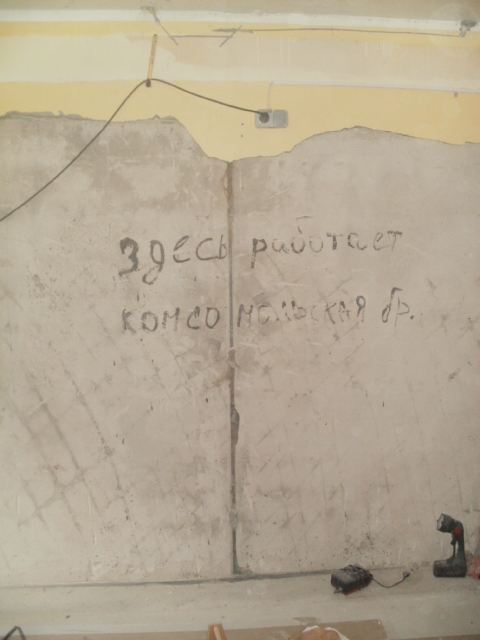 Здесь работает
комсомольская бр.